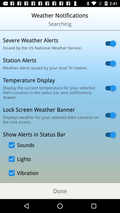 2:41
Weather Notifications
Searching
Severe Weather Alerts
Issued by the US National Weather Service.
Station Alerts
Weather alerts issued by your local TV station.
Temperature Display
Display the current temperature for your selected
Alert Location in the status bar and notifications
drawer.
Lock Screen Weather Banner
Displays weather for your selected Alert Location on
the lock screen.
Show Alerts in Status Bar
Sounds
Lights
Vibration
Done